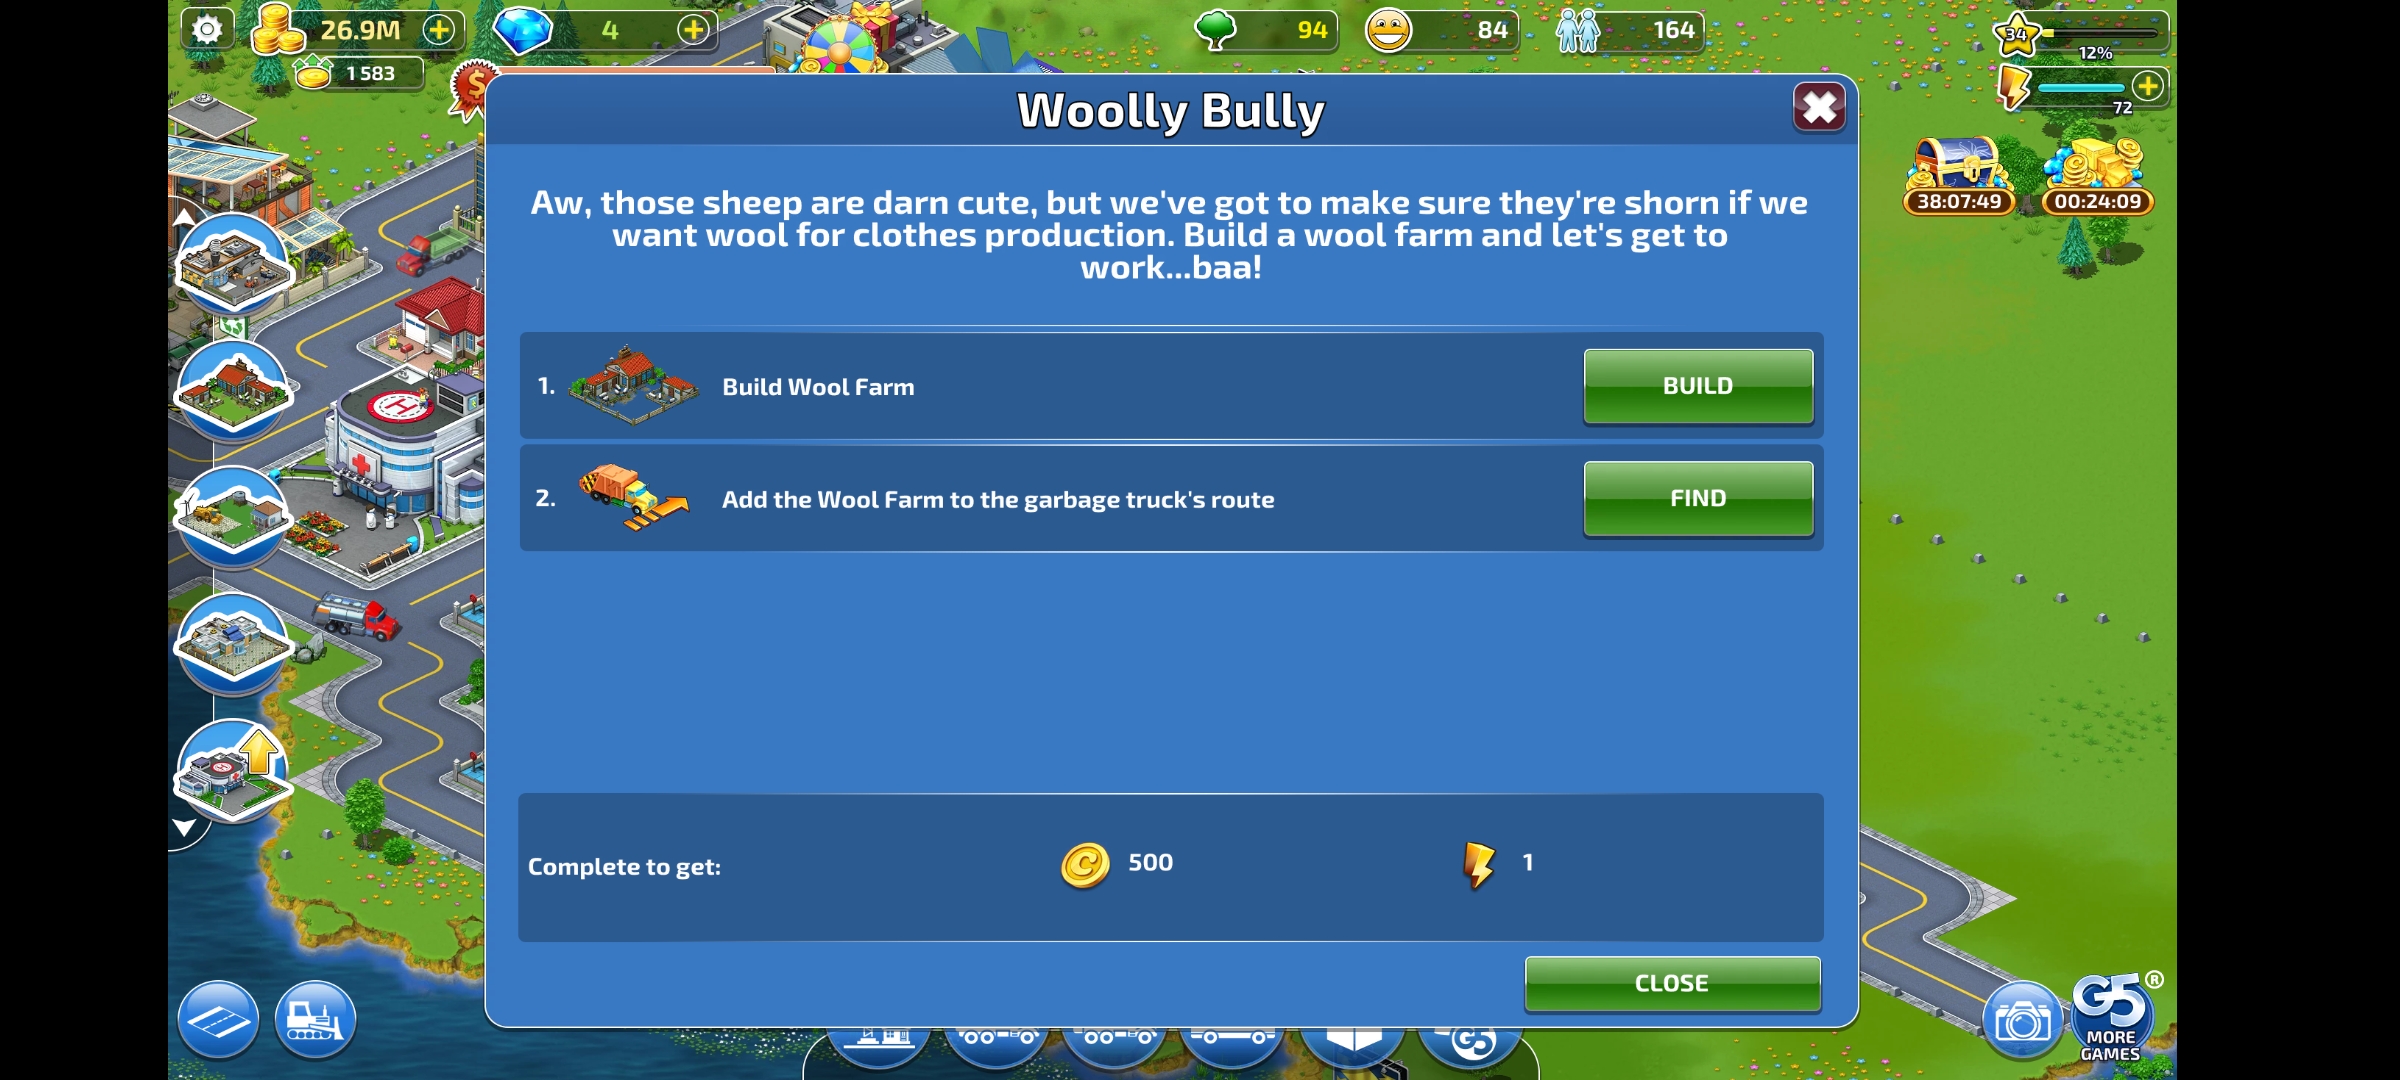 26.9M
4
94
84
164
34
12%
1 583
72
38:07:49
00:24:09
Woolly Bully
Aw, those sheep are darn cute, but we've got to make sure they're shorn if we
want wool for clothes production. Build a wool farm and let's get to
work...baa!
1. Build Wool Farm BUILD
2. Add the Wool Farm to the garbage truck's route FIND
Complete to get: 500 1
CLOSE
G5
G5®
MORE
GAMES